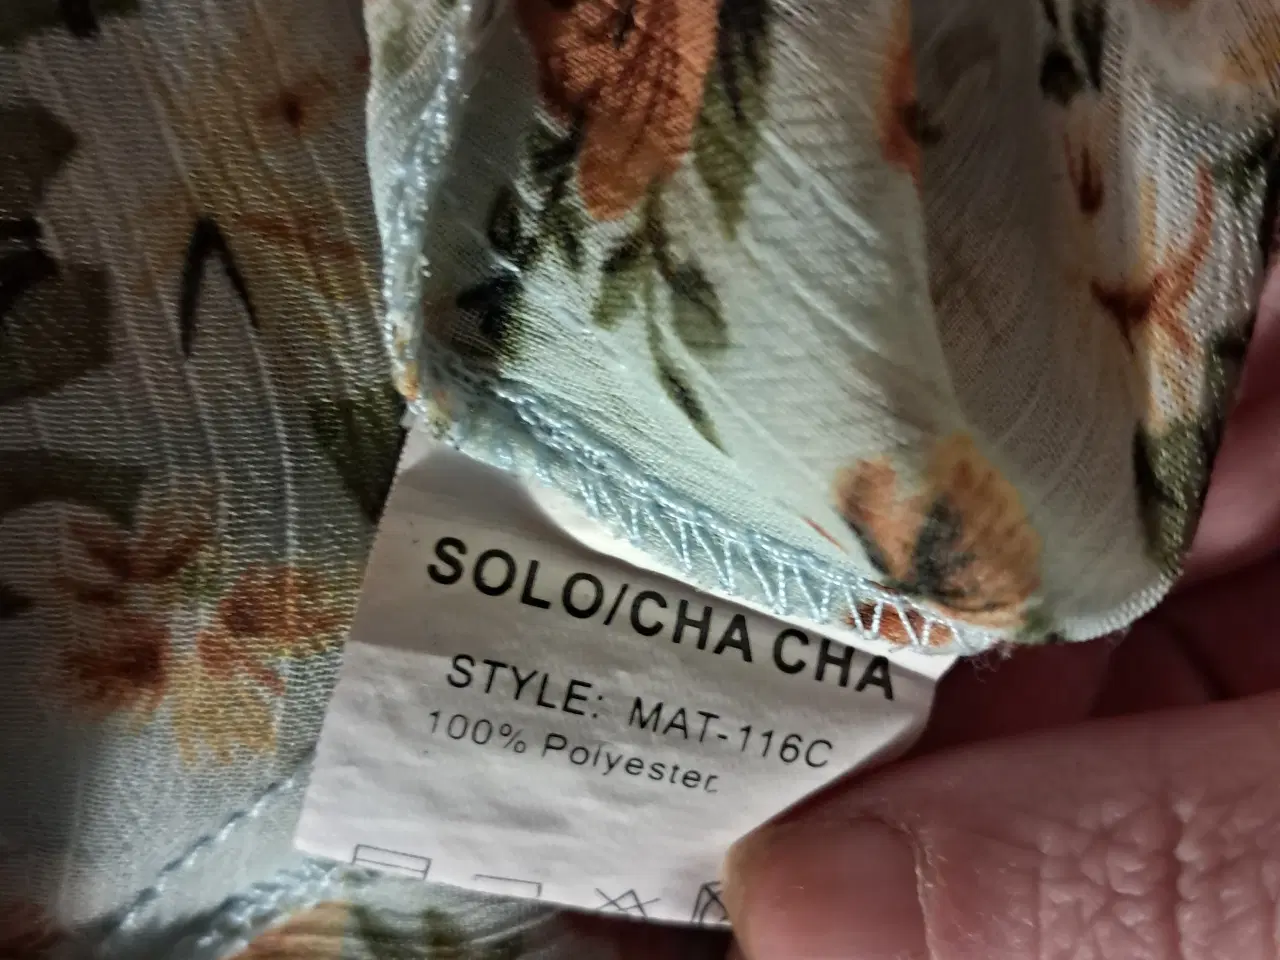 SOLO/CHA CHA
STYLE: MAT-116C
100% Polyester